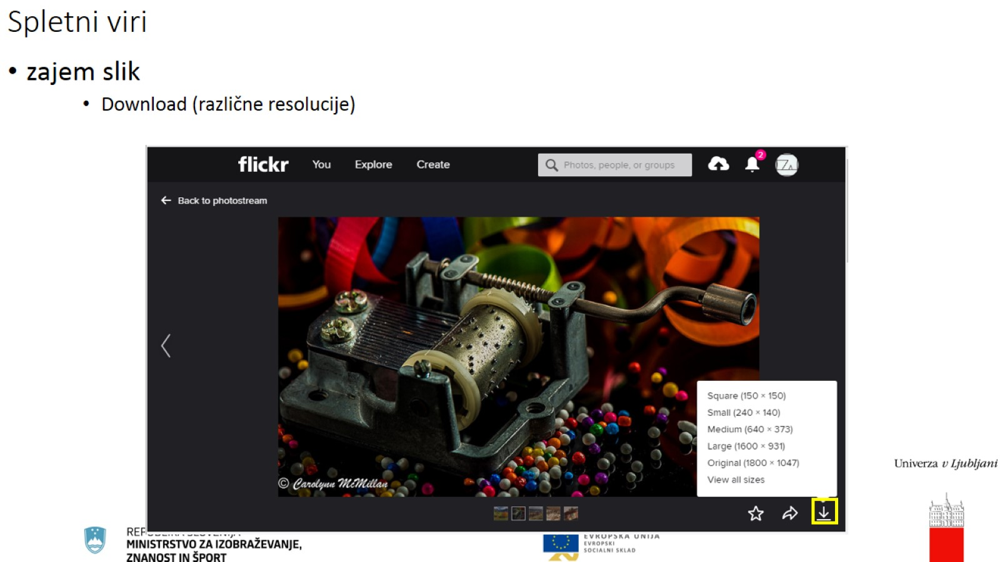 Spletni viri
• zajem slik
• Download (različne resolucije)
flickr You Explore Create Photos, people, or groups 2
Back to photostream
Square (150 × 150)
Small (240 × 140)
Medium (640 × 373)
Large (1600 × 931)
Original (1800 × 1047)
View all sizes
© Carolynn McMillan
Univerza v Ljubljani
REPUBLIKA SLOVENIJA
MINISTRSTVO ZA IZOBRAŽEVANJE,
ZNANOST IN ŠPORT
EVROPSKA UNIJA
EVROPSKI
SOCIALNI SKLAD